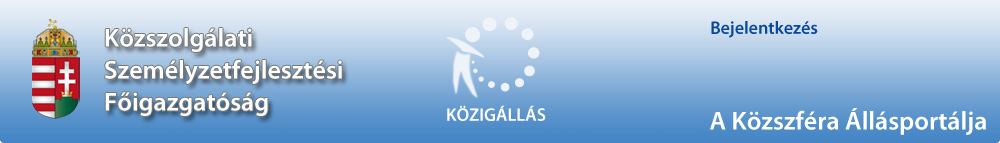 Közszolgálati
Személyzetfejlesztési
Főigazgatóság
KÖZIGÁLLÁS
Bejelentkezés
A Közszféra Állásportálja